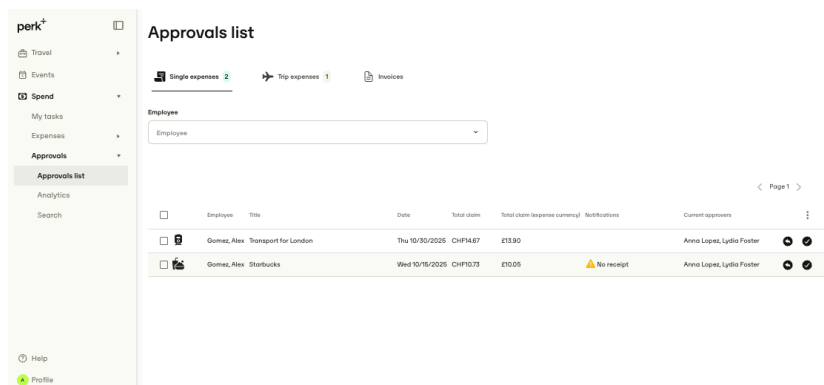 perk+
Travel
Events
Spend
My tasks
Expenses
Approvals
Approvals list
Analytics
Search
Help
A Profile
Approvals list
Single expenses 2 Trip expenses 1 Invoices
Employee
Employee
Page 1
Employee Title Date Total claim Total claim (expense currency) Notifications Current approvers
Gomez, Alex Transport for London Thu 10/30/2025 CHF14.67 £13.90 Anna Lopez, Lydia Foster
Gomez, Alex Starbucks Wed 10/15/2025 CHF10.73 £10.05 No receipt Anna Lopez, Lydia Foster